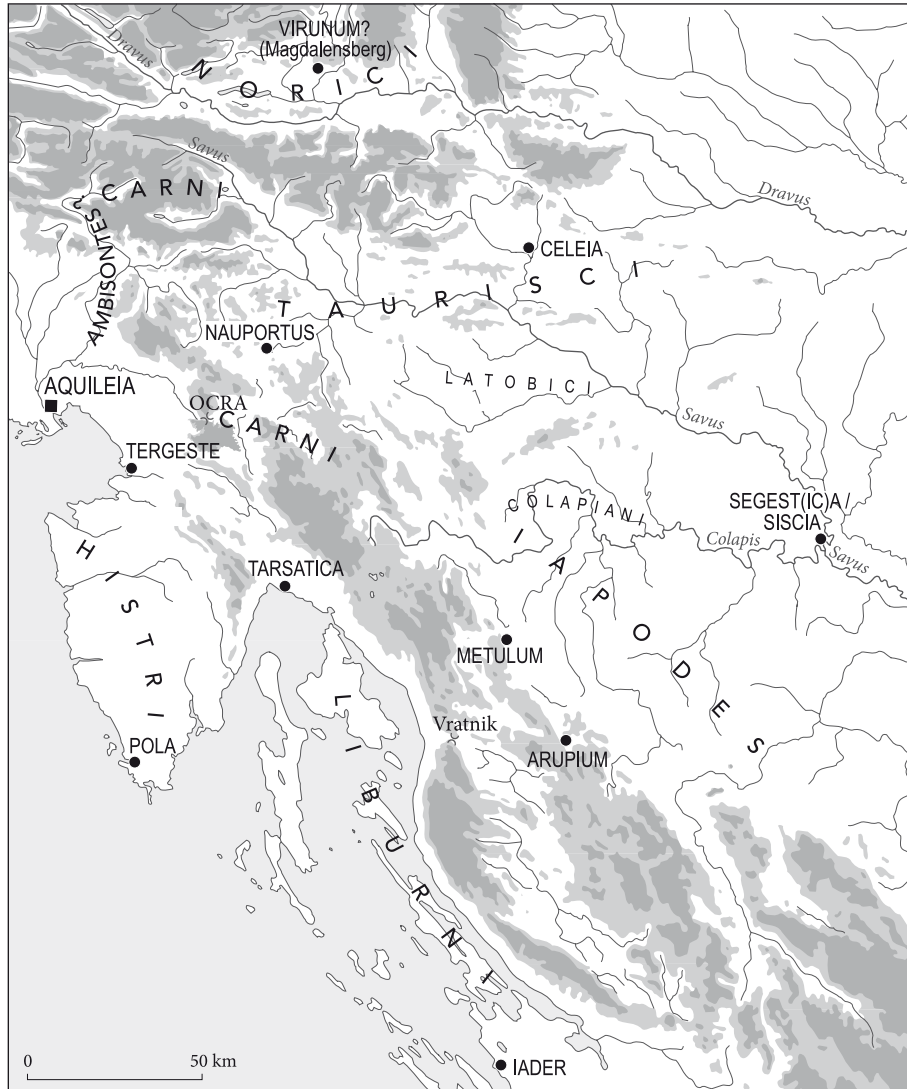 VIRUNUM?
(Magdalensberg)
Dravus
NORICI
Savus
CARNI
AMBISONTES?
Dravus
CELEIA
TAURISCI
NAUPORTUS
LATOBICI
AQUILEIA
OCRA
CARNI
Savus
TERGESTE
SEGEST(IC)A /
SISCIA
COLAPIANI
Colapis
Savus
HISTRI
IAPODES
TARSATICA
METULUM
LIBURNI
Vratnik
ARUPIUM
POLA
0 50 km
IADER